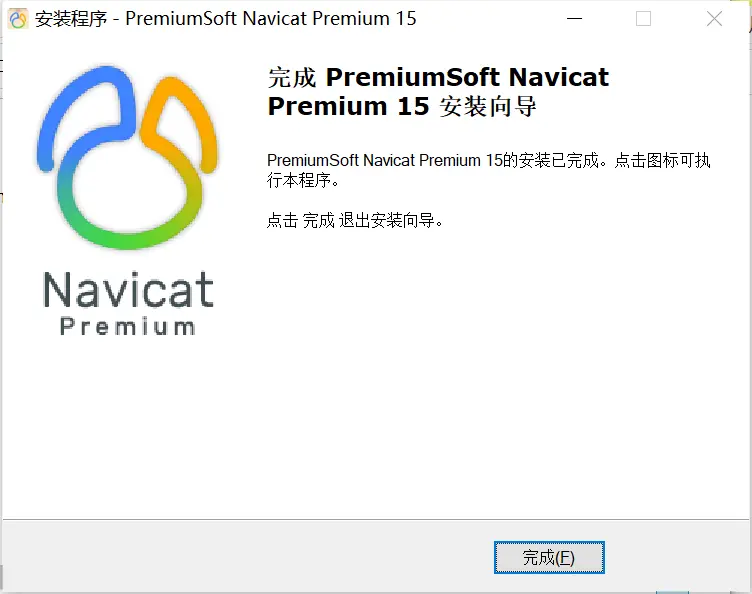 安装程序 - PremiumSoft Navicat Premium 15
完成 PremiumSoft Navicat
Premium 15 安装向导
PremiumSoft Navicat Premium 15的安装已完成。点击图标可执
行本程序。
点击 完成 退出安装向导。
Navicat
Premium
完成(F)